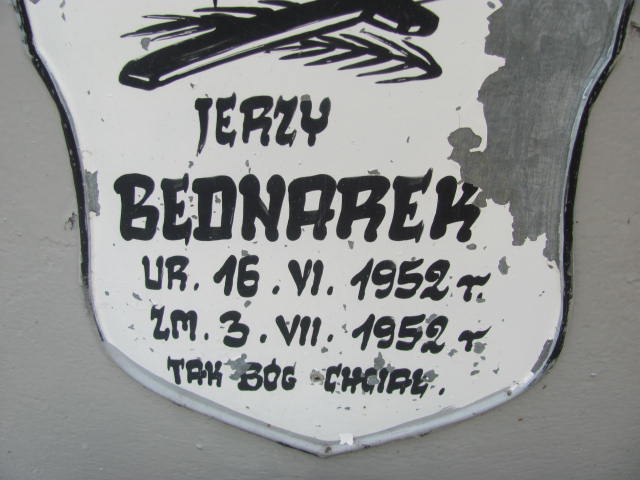 JERZY
BEDNAREK
UR. 16. VI. 1952 r.
ZM. 3. VII. 1952 r
TAK BÓG CHCIAŁ.